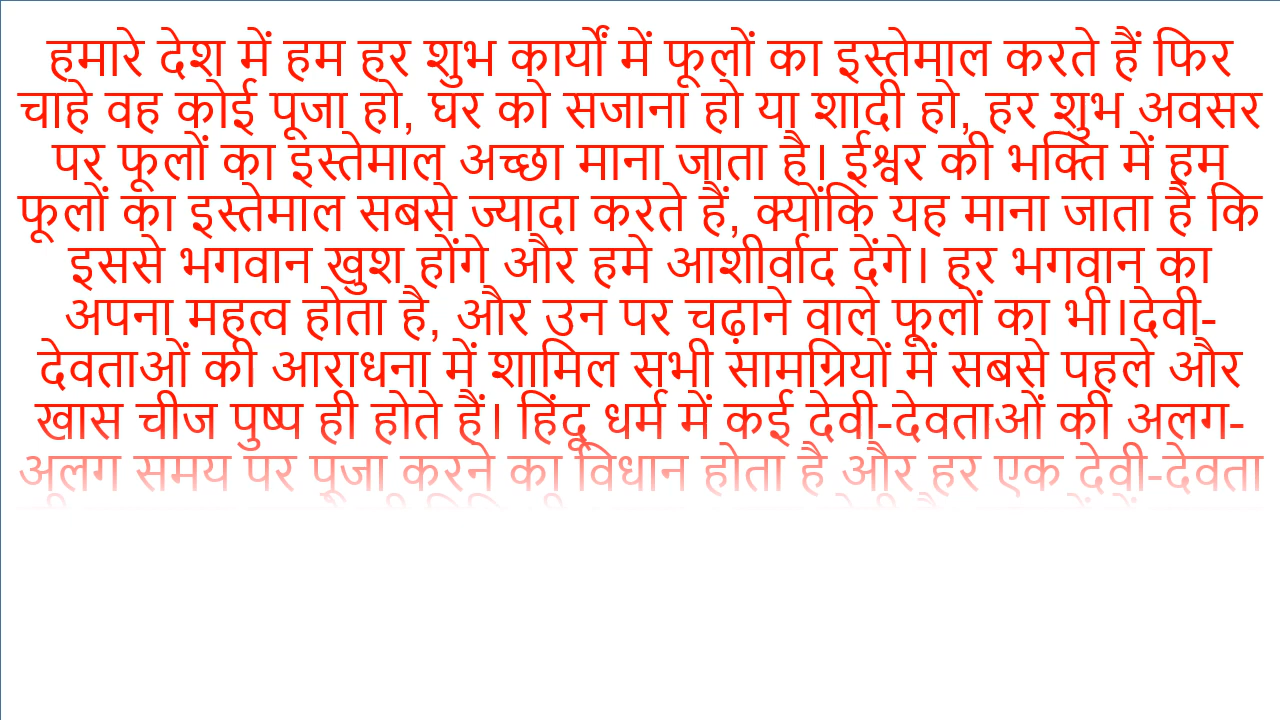 हमारे देश में हम हर शुभ कार्यों में फूलों का इस्तेमाल करते हैं फिर
चाहे वह कोई पूजा हो, घर को सजाना हो या शादी हो, हर शुभ अवसर
पर फूलों का इस्तेमाल अच्छा माना जाता है। ईश्वर की भक्ति में हम
फूलों का इस्तेमाल सबसे ज्यादा करते हैं, क्योंकि यह माना जाता है कि
इससे भगवान खुश होंगे और हमे आशीर्वाद देंगे। हर भगवान का
अपना महत्व होता है, और उन पर चढ़ाने वाले फूलों का भी।देवी-
देवताओं की आराधना में शामिल सभी सामग्रियों में सबसे पहले और
खास चीज पुष्प ही होते हैं। हिंदू धर्म में कई देवी-देवताओं की अलग-
अलग समय पर पूजा करने का विधान होता है और हर एक देवी-देवता